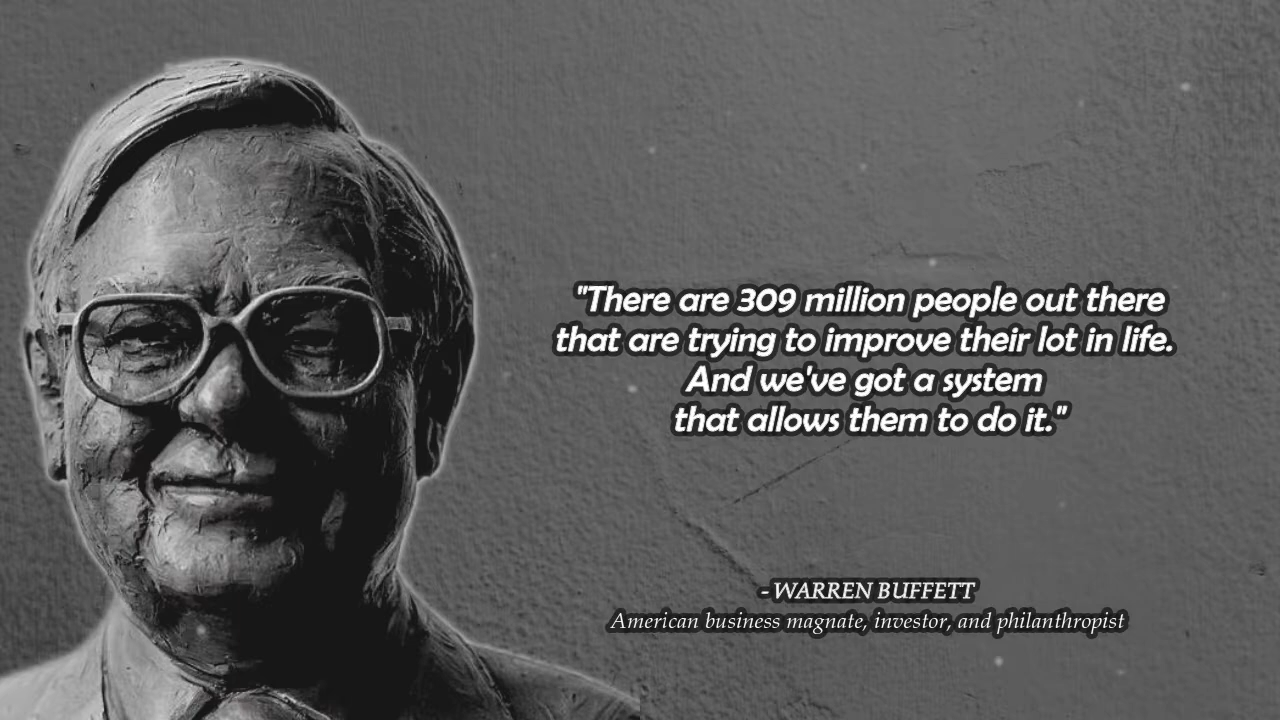 "There are 309 million people out there
that are trying to improve their lot in life.
And we've got a system
that allows them to do it."
- WARREN BUFFETT
American business magnate, investor, and philanthropist